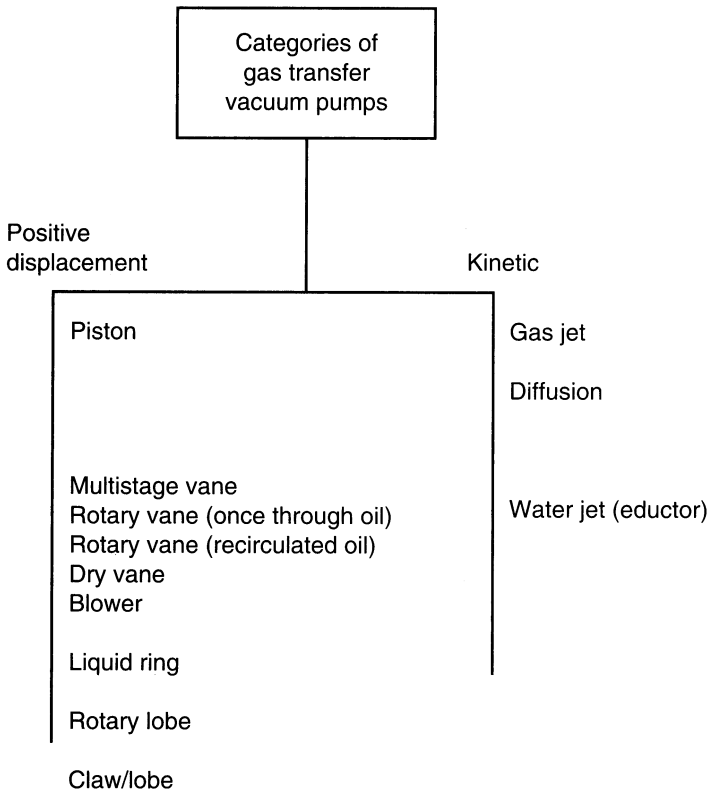 Categories of
gas transfer
vacuum pumps
Positive
displacement
Kinetic
Piston
Multistage vane
Rotary vane (once through oil)
Rotary vane (recirculated oil)
Dry vane
Blower
Liquid ring
Rotary lobe
Claw/lobe
Gas jet
Diffusion
Water jet (eductor)